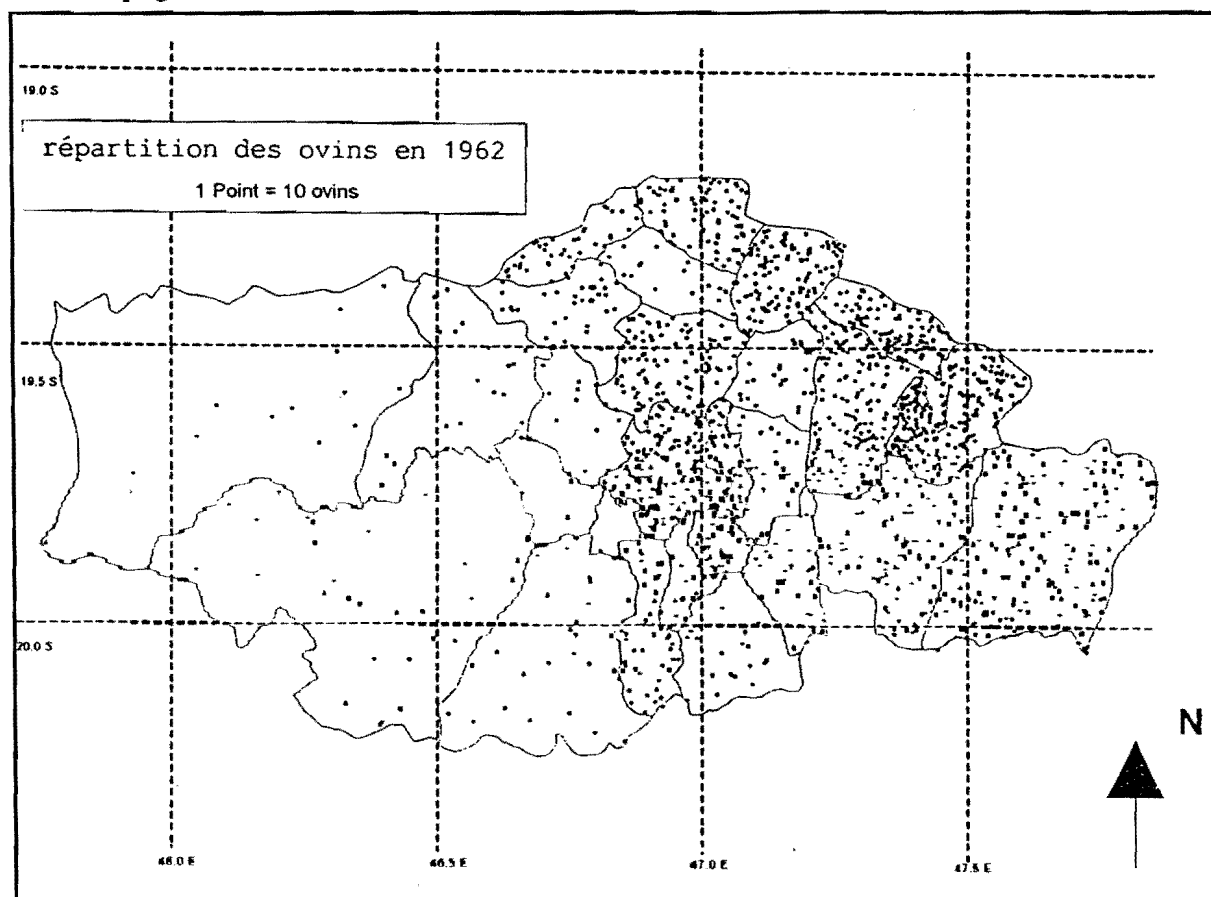 19.0 S
répartition des ovins en 1962
1 Point = 10 ovins
19.5 S
20.0 S
N
46.0 E
46.5 E
47.0 E
47.5 E